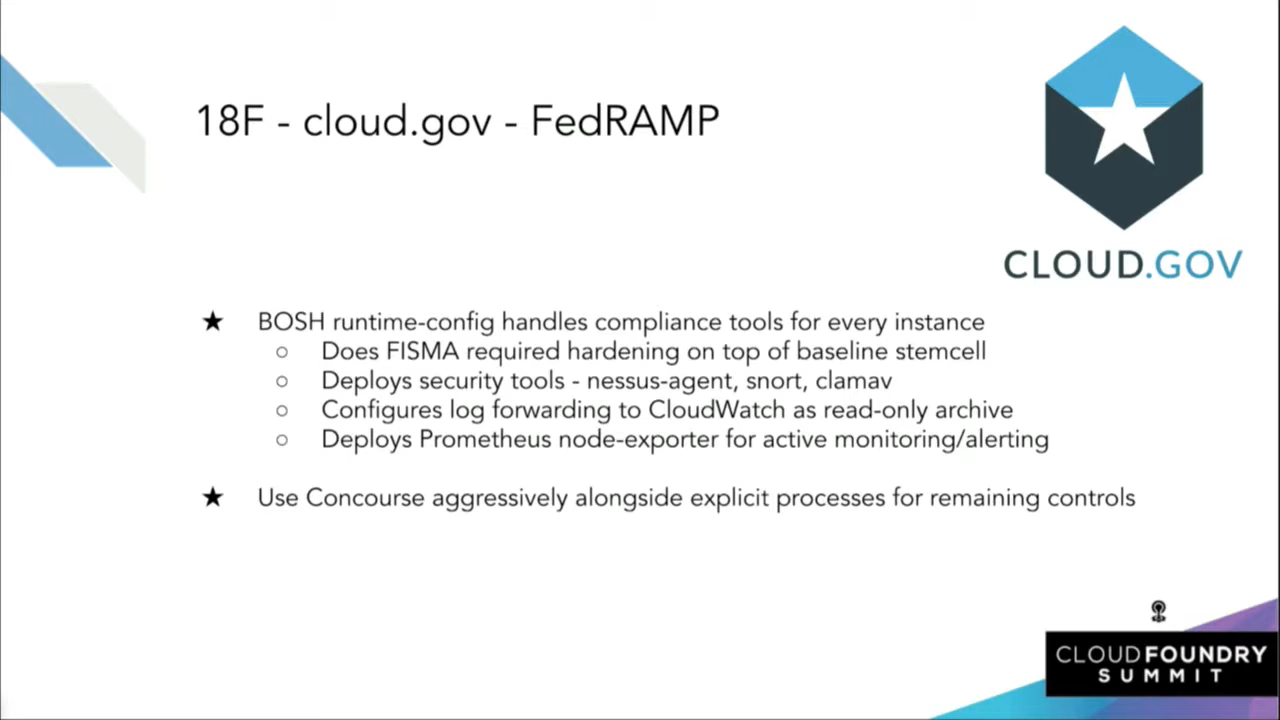 18F - cloud.gov - FedRAMP
CLOUD.GOV
★ BOSH runtime-config handles compliance tools for every instance
○ Does FISMA required hardening on top of baseline stemcell
○ Deploys security tools - nessus-agent, snort, clamav
○ Configures log forwarding to CloudWatch as read-only archive
○ Deploys Prometheus node-exporter for active monitoring/alerting
★ Use Concourse aggressively alongside explicit processes for remaining controls
CLOUDFOUNDRY
SUMMIT